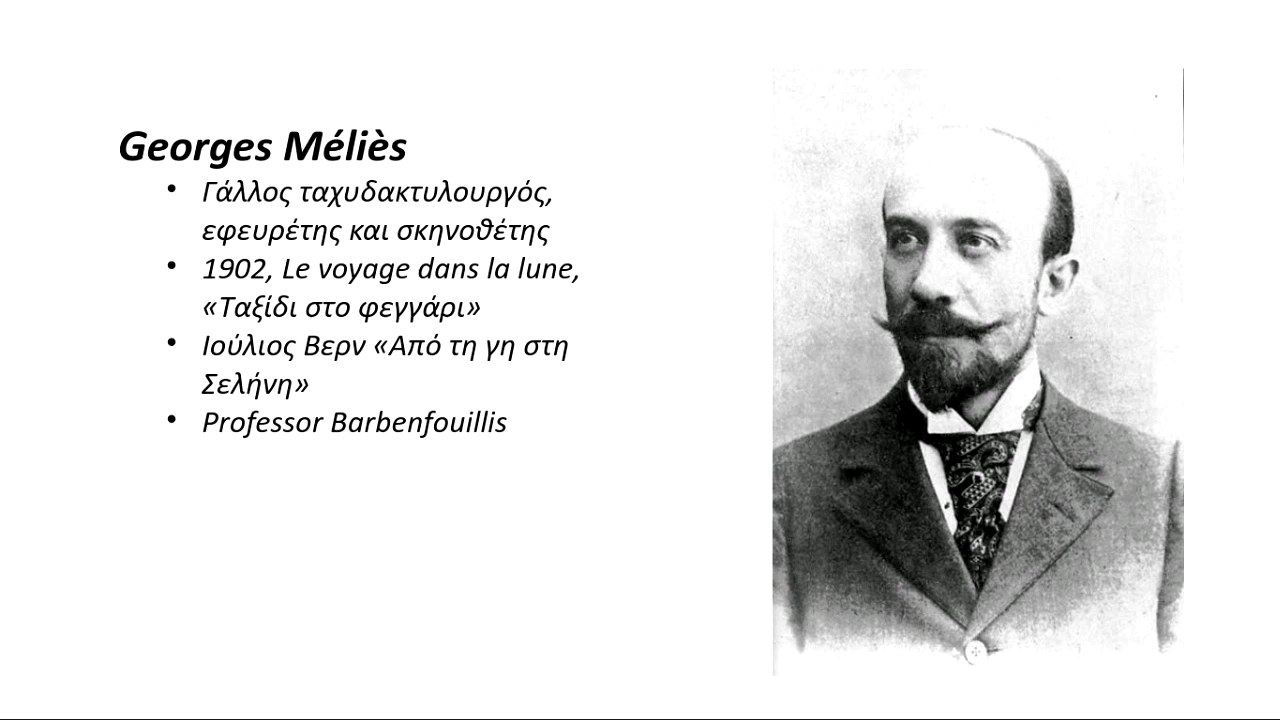 Georges Méliès
• Γάλλος ταχυδακτυλουργός,
εφευρέτης και σκηνοθέτης
• 1902, Le voyage dans la lune,
«Ταξίδι στο φεγγάρι»
• Ιούλιος Βερν «Από τη γη στη
Σελήνη»
• Professor Barbenfouillis